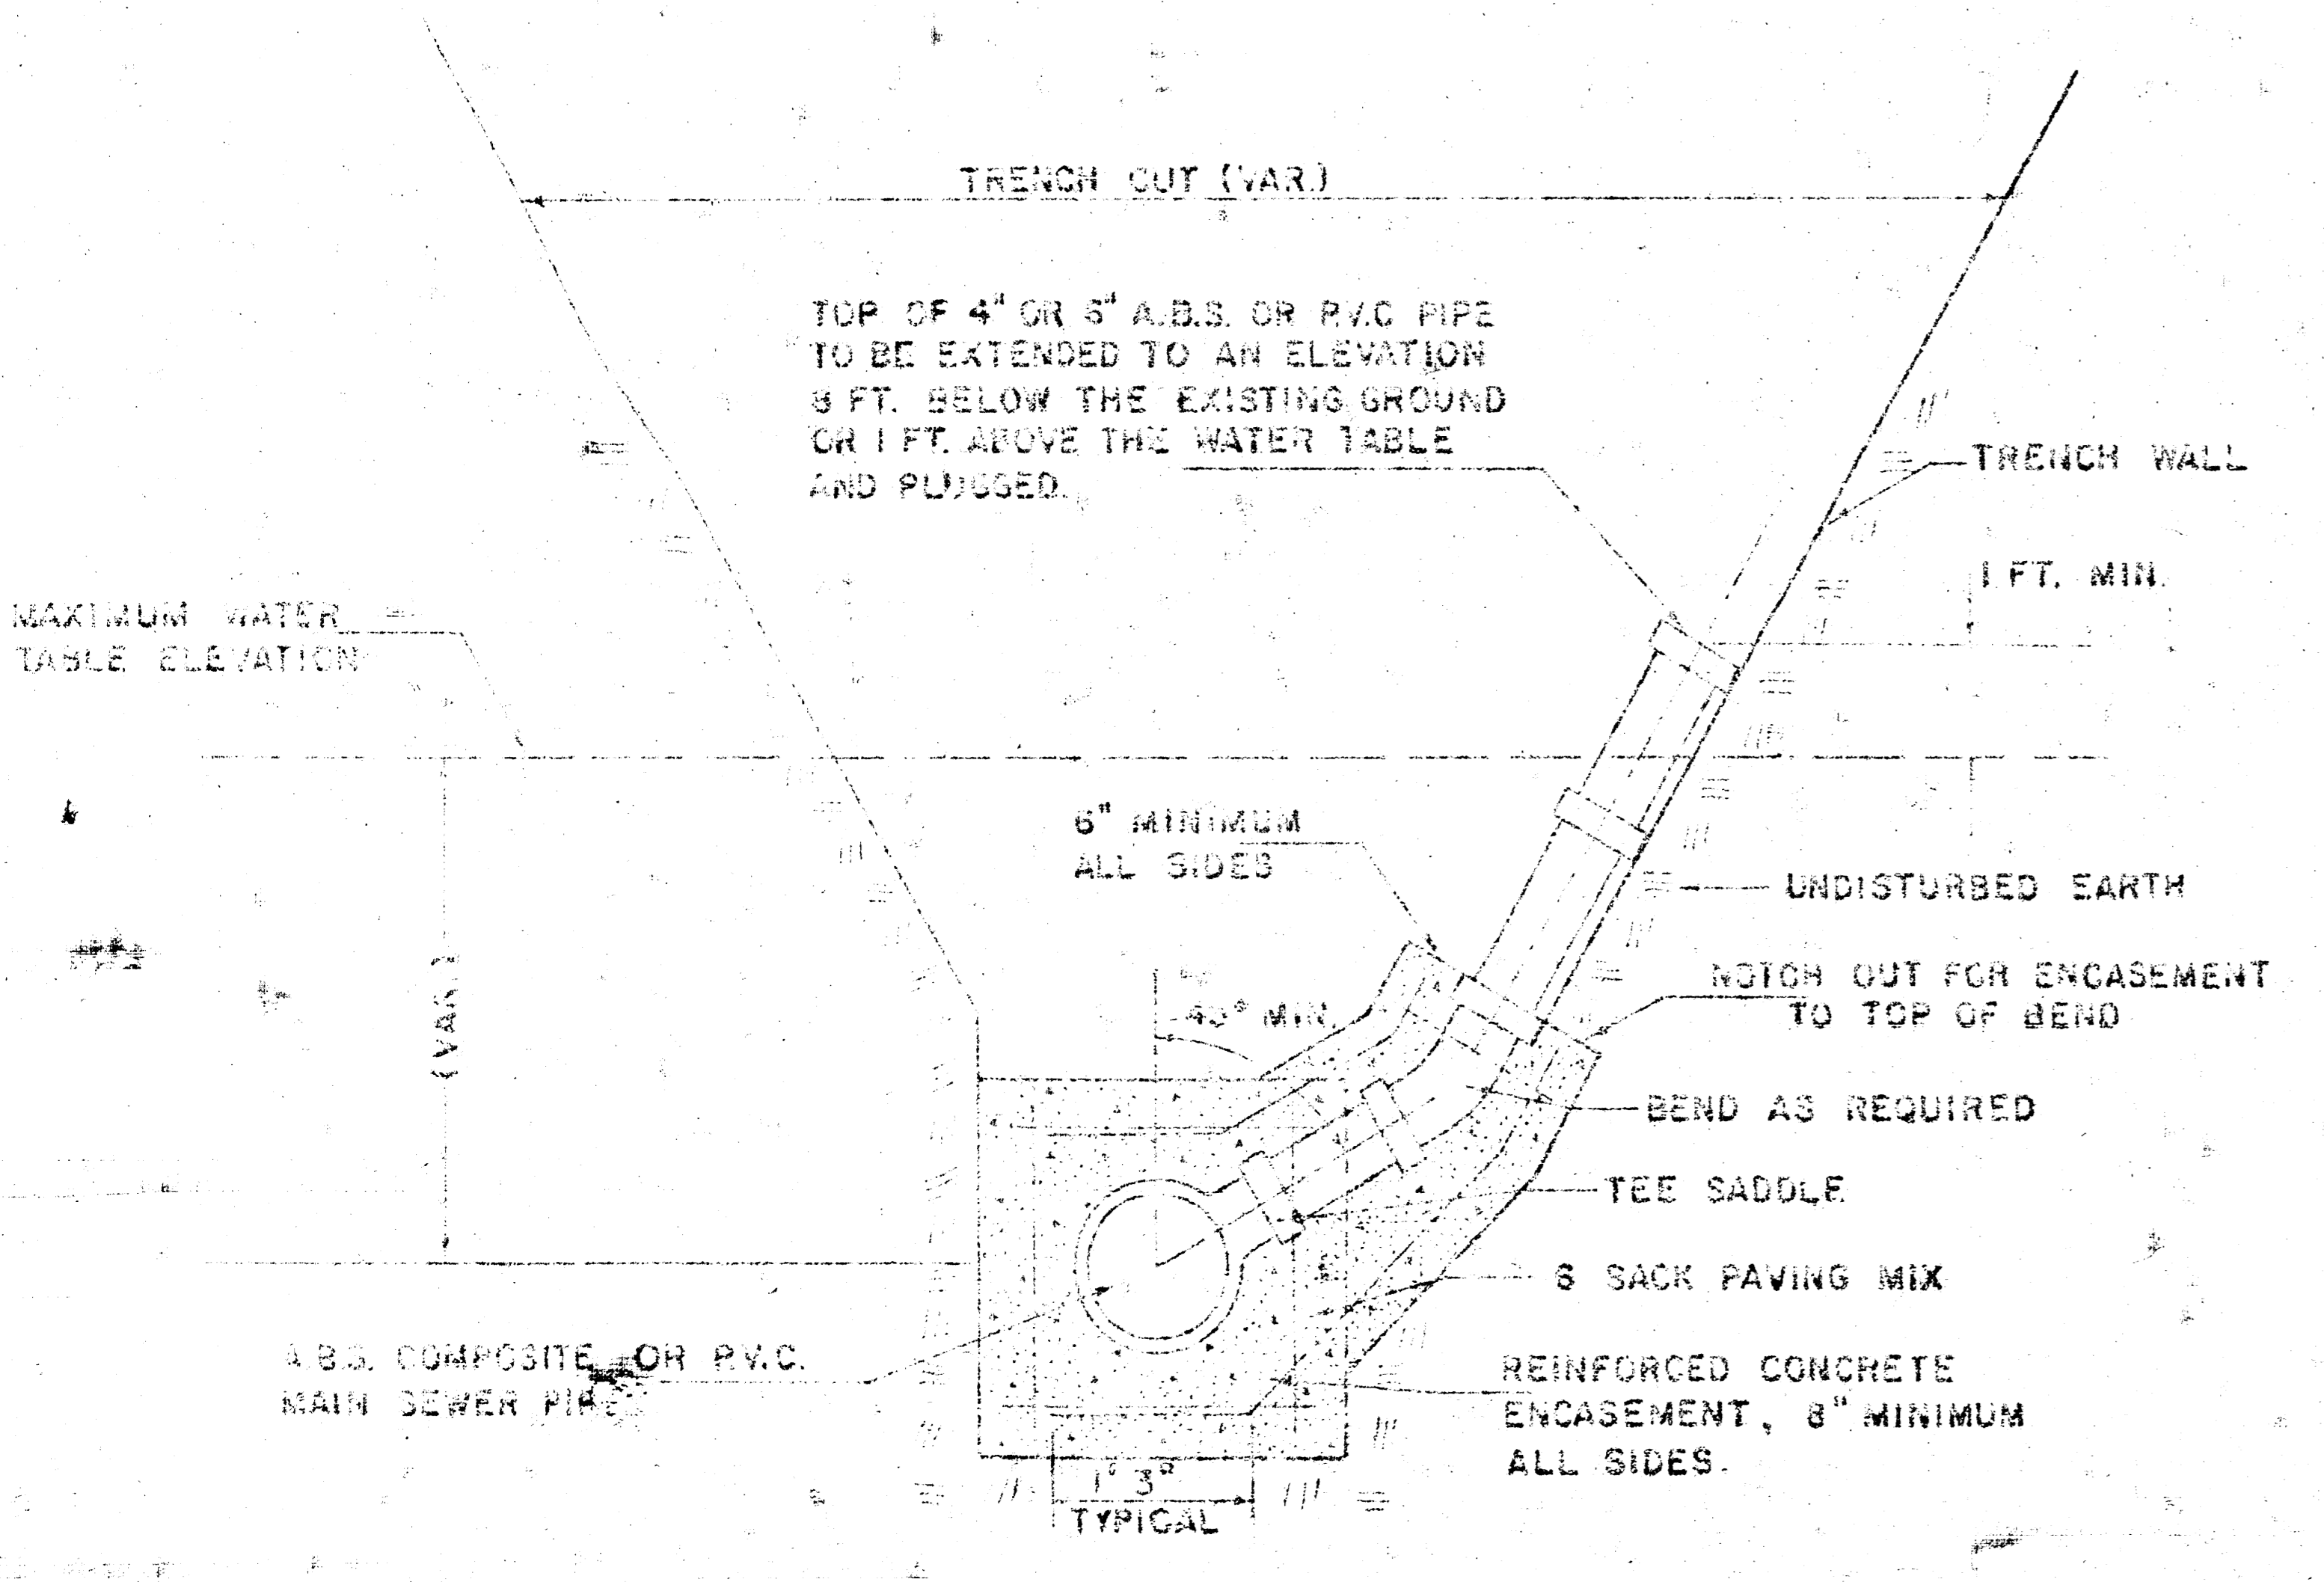 TRENCH CUT (VAR.)
TOP OF 4" OR 6" A.B.S. OR P.V.C PIPE
TO BE EXTENDED TO AN ELEVATION
8 FT. BELOW THE EXISTING GROUND
OR 1 FT. ABOVE THE WATER TABLE
AND PLUGGED.
TRENCH WALL
1 FT. MIN.
MAXIMUM WATER
TABLE ELEVATION
6" MINIMUM
ALL SIDES
UNDISTURBED EARTH
(VAR.)
45° MIN.
NOTCH OUT FOR ENCASEMENT
TO TOP OF BEND
BEND AS REQUIRED
TEE SADDLE
6 SACK PAVING MIX
A.B.S. COMPOSITE OR P.V.C.
MAIN SEWER PIPE
REINFORCED CONCRETE
ENCASEMENT, 8" MINIMUM
ALL SIDES.
1' 3"
TYPICAL